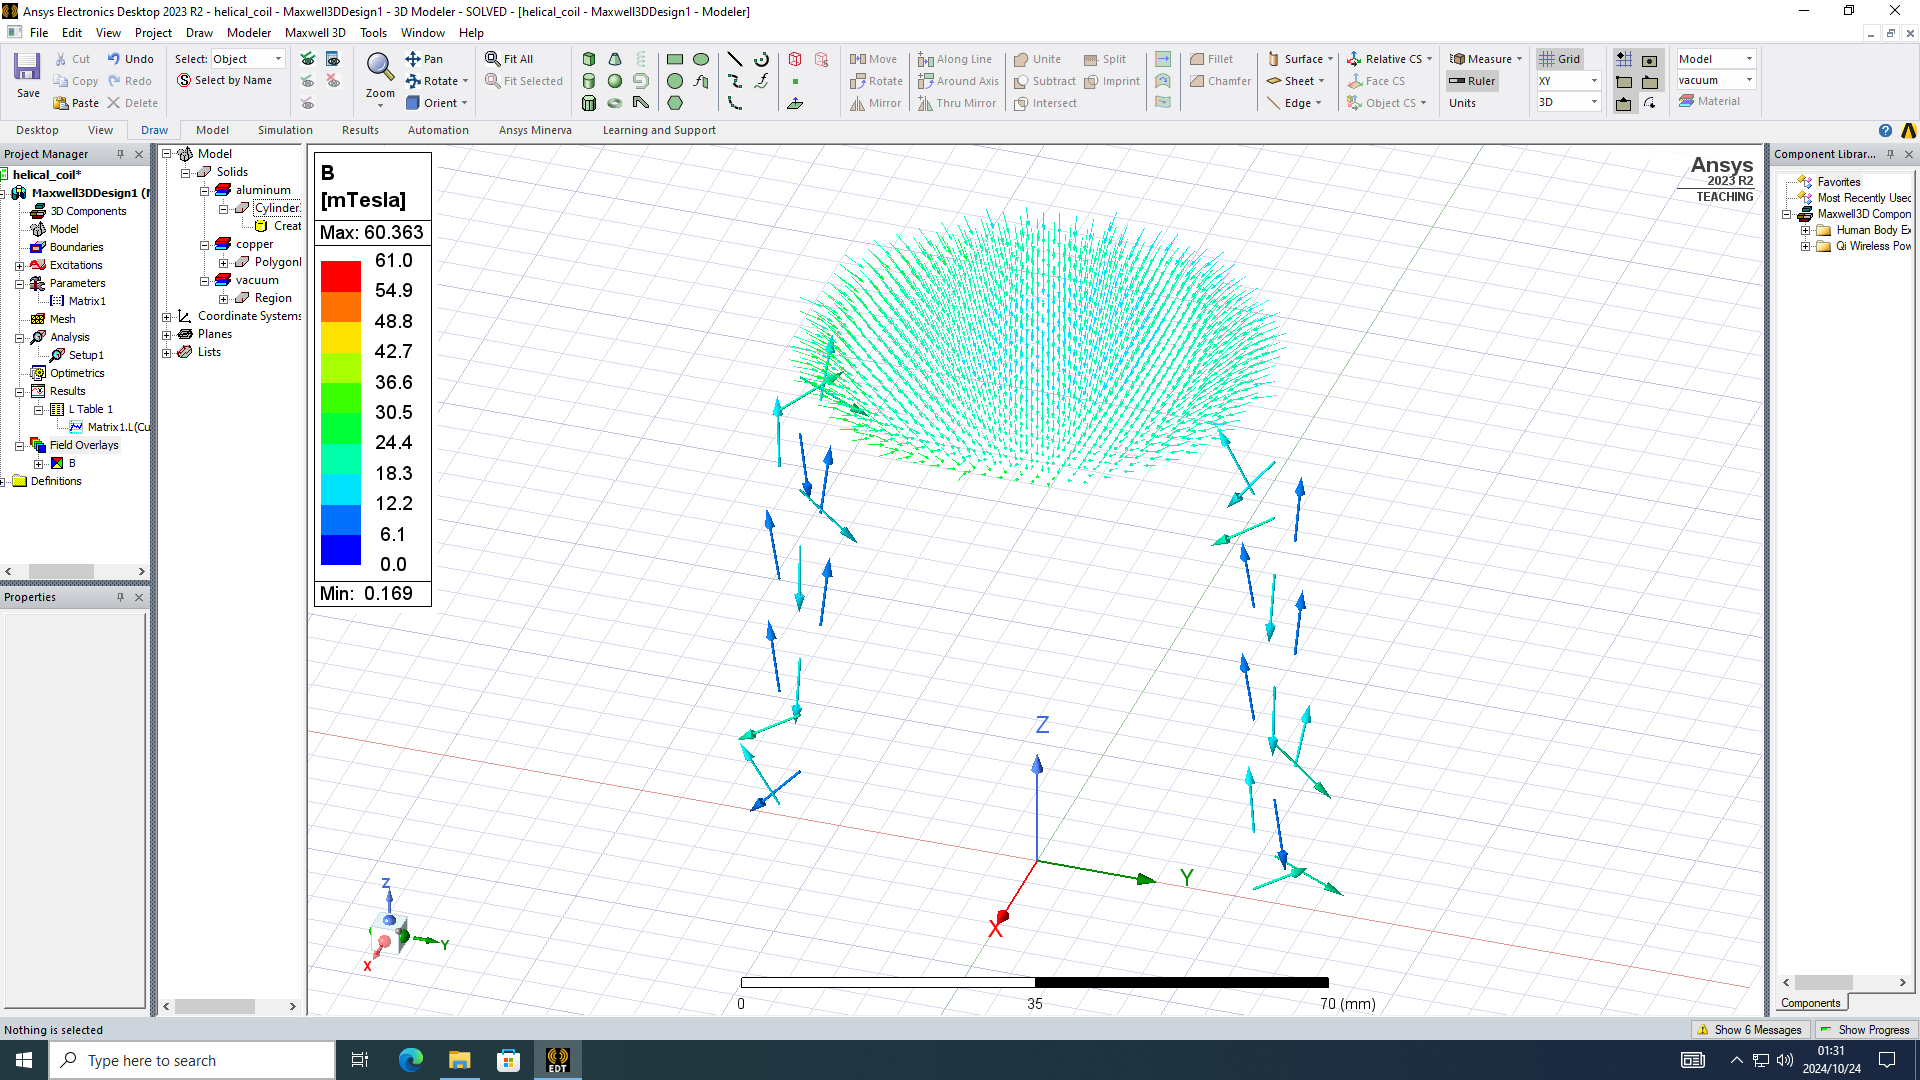 Ansys Electronics Desktop 2023 R2 - helical_coil - Maxwell3DDesign1 - 3D Modeler - SOLVED - [helical_coil - Maxwell3DDesign1 - Modeler]
File Edit View Project Draw Modeler Maxwell 3D Tools Window Help
Save
Cut
Copy
Paste
Undo
Redo
Delete
Select: Object
Select by Name
Zoom
Pan
Rotate
Orient
Fit All
Fit Selected
Move
Rotate
Mirror
Along Line
Around Axis
Thru Mirror
Unite
Subtract
Intersect
Split
Imprint
Fillet
Chamfer
Surface
Sheet
Edge
Relative CS
Face CS
Object CS
Measure
Ruler
Units
Grid
XY
3D
Model
vacuum
Material
Desktop View Draw Model Simulation Results Automation Ansys Minerva Learning and Support
Project Manager
helical_coil*
Maxwell3DDesign1 (
3D Components
Model
Boundaries
Excitations
Parameters
Matrix1
Mesh
Analysis
Setup1
Optimetrics
Results
L Table 1
Matrix1.L(Cu
Field Overlays
B
Definitions
Properties
Model
Solids
aluminum
Cylinder
Creat
copper
Polygon
vacuum
Region
Coordinate Systems
Planes
Lists
B
[mTesla]
Max: 60.363
61.0
54.9
48.8
42.7
36.6
30.5
24.4
18.3
12.2
6.1
0.0
Min: 0.169
Ansys
2023 R2
TEACHING
Z
Y
X
Z
Y
X
0 35 70 (mm)
Component Librar...
Favorites
Most Recently Used
Maxwell3D Compon
Human Body Ex
Qi Wireless Pow
Components
Nothing is selected
Show 6 Messages
Show Progress
Type here to search
EDT
01:31
2024/10/24